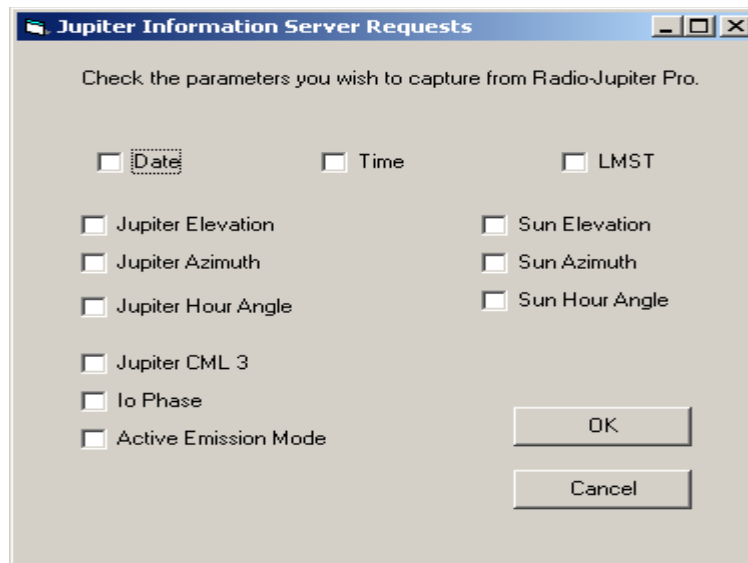 Jupiter Information Server Requests
Check the parameters you wish to capture from Radio-Jupiter Pro.
Date Time LMST
Jupiter Elevation Sun Elevation
Jupiter Azimuth Sun Azimuth
Jupiter Hour Angle Sun Hour Angle
Jupiter CML 3
Io Phase
Active Emission Mode
OK
Cancel